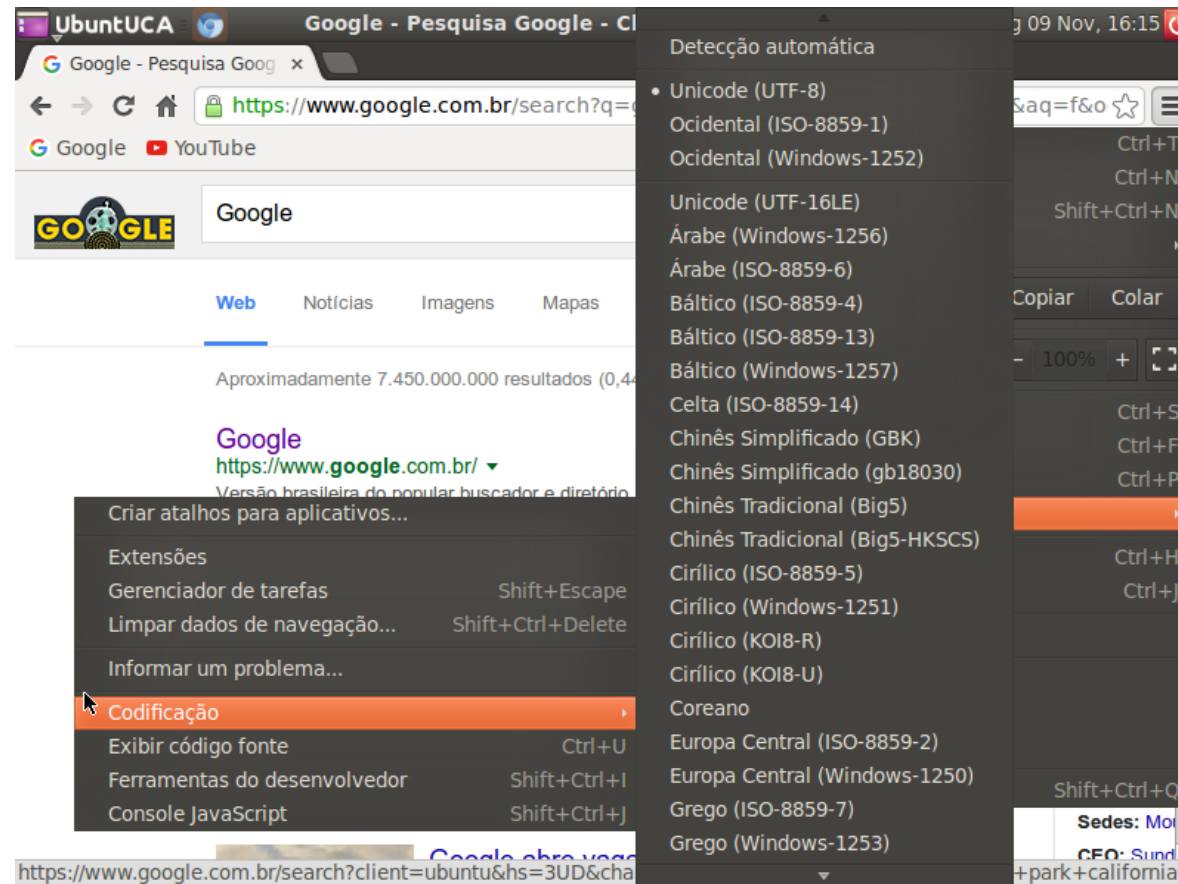 UbuntUCA
Google - Pesquisa Google - Cl
g 09 Nov, 16:15
Google - Pesquisa Goog
https://www.google.com.br/search?q=g
&aq=f&o
Google
YouTube
GOOGLE
Google
Web Notícias Imagens Mapas
Aproximadamente 7.450.000.000 resultados (0,44
Google
https://www.google.com.br/
Versão brasileira do popular buscador e diretório
Criar atalhos para aplicativos...
Extensões
Gerenciador de tarefas Shift+Escape
Limpar dados de navegação... Shift+Ctrl+Delete
Informar um problema...
Codificação
Exibir código fonte Ctrl+U
Ferramentas do desenvolvedor Shift+Ctrl+I
Console JavaScript Shift+Ctrl+J
Google abre
https://www.google.com.br/search?client=ubuntu&hs=3UD&cha
Detecção automática
Unicode (UTF-8)
Ocidental (ISO-8859-1)
Ocidental (Windows-1252)
Unicode (UTF-16LE)
Árabe (Windows-1256)
Árabe (ISO-8859-6)
Báltico (ISO-8859-4)
Báltico (ISO-8859-13)
Báltico (Windows-1257)
Celta (ISO-8859-14)
Chinês Simplificado (GBK)
Chinês Simplificado (gb18030)
Chinês Tradicional (Big5)
Chinês Tradicional (Big5-HKSCS)
Cirílico (ISO-8859-5)
Cirílico (Windows-1251)
Cirílico (KOI8-R)
Cirílico (KOI8-U)
Coreano
Europa Central (ISO-8859-2)
Europa Central (Windows-1250)
Grego (ISO-8859-7)
Grego (Windows-1253)
Ctrl+T
Ctrl+N
Shift+Ctrl+N
Copiar Colar
- 100% +
Ctrl+S
Ctrl+F
Ctrl+P
Ctrl+H
Ctrl+J
Shift+Ctrl+Q
Sedes: Mou
CEO: Sund
+park+california